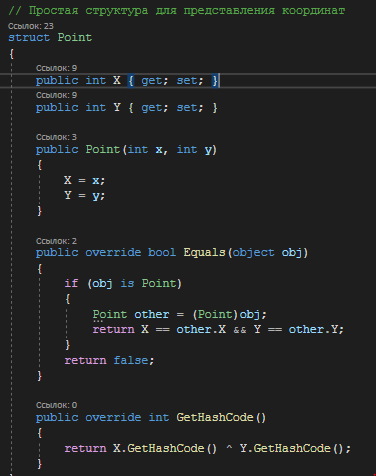 // Простая структура для представления координат
Ссылок: 23
struct Point
{
Ссылок: 9
public int X { get; set; }
Ссылок: 9
public int Y { get; set; }
Ссылок: 3
public Point(int x, int y)
{
X = x;
Y = y;
}
Ссылок: 2
public override bool Equals(object obj)
{
if (obj is Point)
{
Point other = (Point)obj;
return X == other.X && Y == other.Y;
}
return false;
}
Ссылок: 0
public override int GetHashCode()
{
return X.GetHashCode() ^ Y.GetHashCode();
}